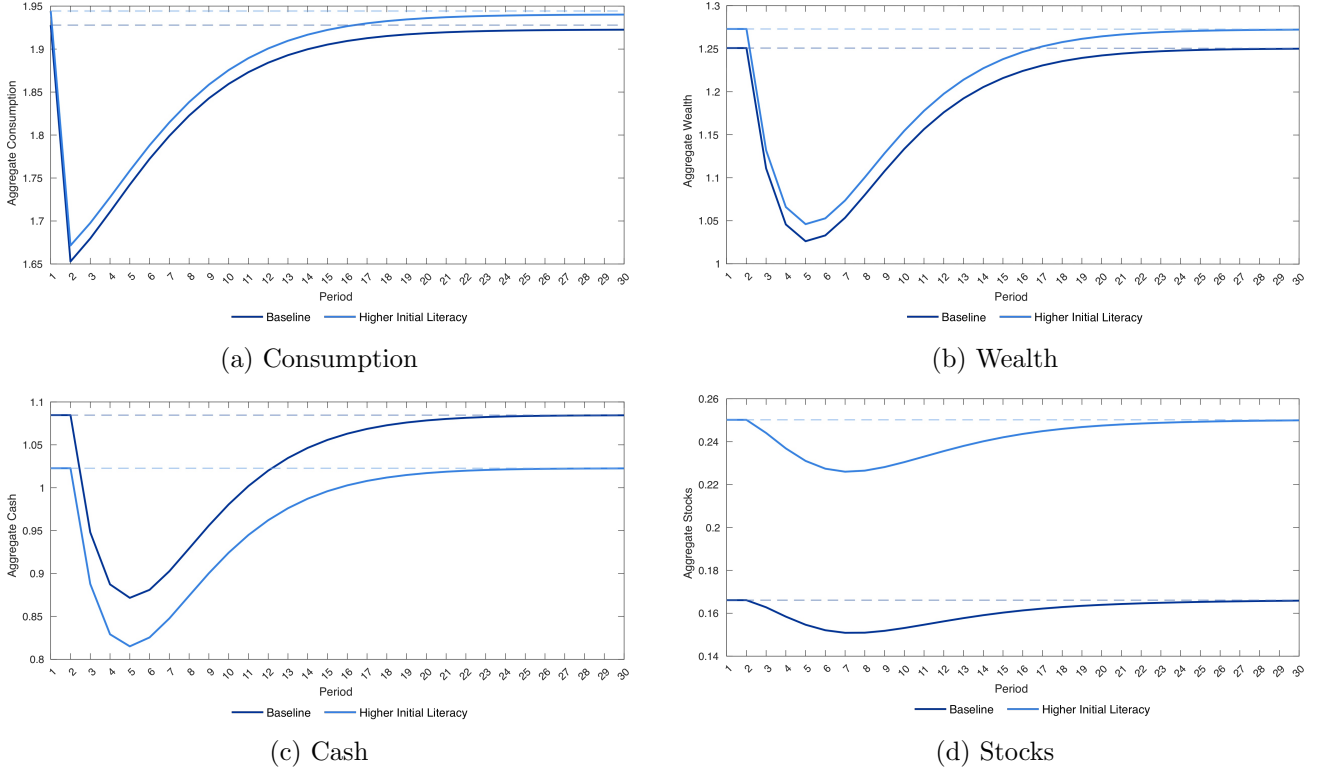 1.95
1.9
1.85
1.8
1.75
1.7
1.65
Aggregate Consumption
1 2 3 4 5 6 7 8 9 10 11 12 13 14 15 16 17 18 19 20 21 22 23 24 25 26 27 28 29 30
Period
Baseline Higher Initial Literacy
(a) Consumption
1.3
1.25
1.2
1.15
1.1
1.05
1
Aggregate Wealth
1 2 3 4 5 6 7 8 9 10 11 12 13 14 15 16 17 18 19 20 21 22 23 24 25 26 27 28 29 30
Period
Baseline Higher Initial Literacy
(b) Wealth
1.1
1.05
1
0.95
0.9
0.85
0.8
Aggregate Cash
1 2 3 4 5 6 7 8 9 10 11 12 13 14 15 16 17 18 19 20 21 22 23 24 25 26 27 28 29 30
Period
Baseline Higher Initial Literacy
(c) Cash
0.26
0.24
0.22
0.2
0.18
0.16
0.14
Aggregate Stocks
1 2 3 4 5 6 7 8 9 10 11 12 13 14 15 16 17 18 19 20 21 22 23 24 25 26 27 28 29 30
Period
Baseline Higher Initial Literacy
(d) Stocks